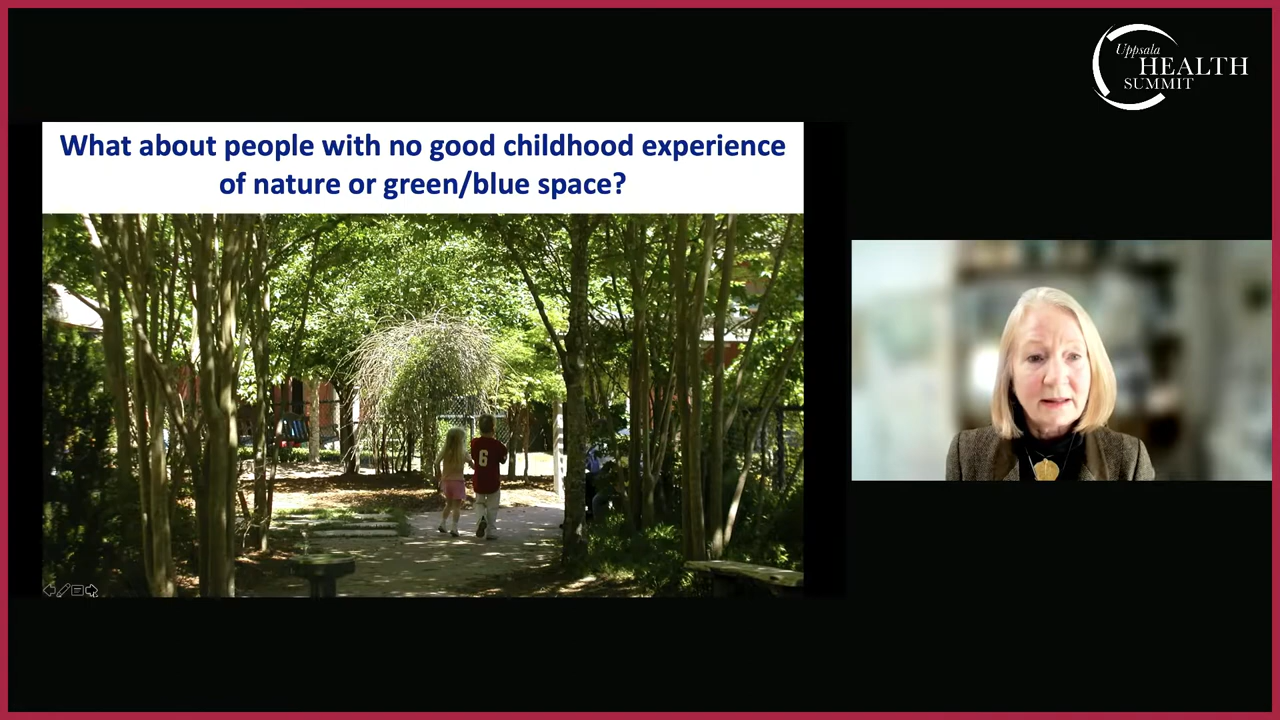 Uppsala
HEALTH
SUMMIT
What about people with no good childhood experience
of nature or green/blue space?
6